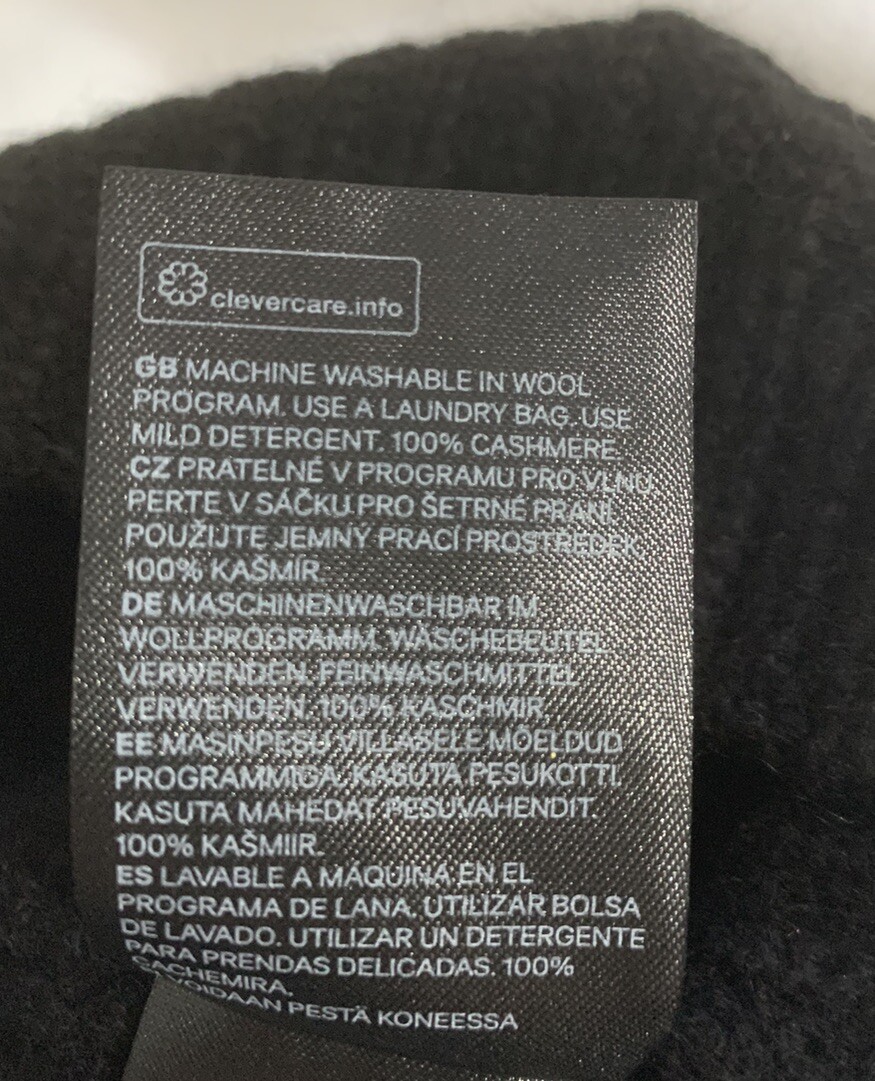 clevercare.info
GB MACHINE WASHABLE IN WOOL
PROGRAM. USE A LAUNDRY BAG. USE
MILD DETERGENT. 100% CASHMERE.
CZ PRATELNÉ V PROGRAMU PRO VLNU.
PERTE V SÁČKU PRO ŠETRNÉ PRANÍ.
POUŽIJTE JEMNÝ PRACÍ PROSTŘEDEK.
100% KAŠMÍR.
DE MASCHINENWASCHBAR IM
WOLLPROGRAMM. WÄSCHEBEUTEL
VERWENDEN. FEINWASCHMITTEL
VERWENDEN. 100% KASCHMIR.
EE MASINPESU VILLASELE MÕELDUD
PROGRAMMIGA. KASUTA PESUKOTTI.
KASUTA MAHEDAT PESUVAHENDIT.
100% KAŠMIIR.
ES LAVABLE A MÁQUINA EN EL
PROGRAMA DE LANA. UTILIZAR BOLSA
DE LAVADO. UTILIZAR UN DETERGENTE
PARA PRENDAS DELICADAS. 100%
CACHEMIRA.
VOIDAAN PESTÄ KONEESSA